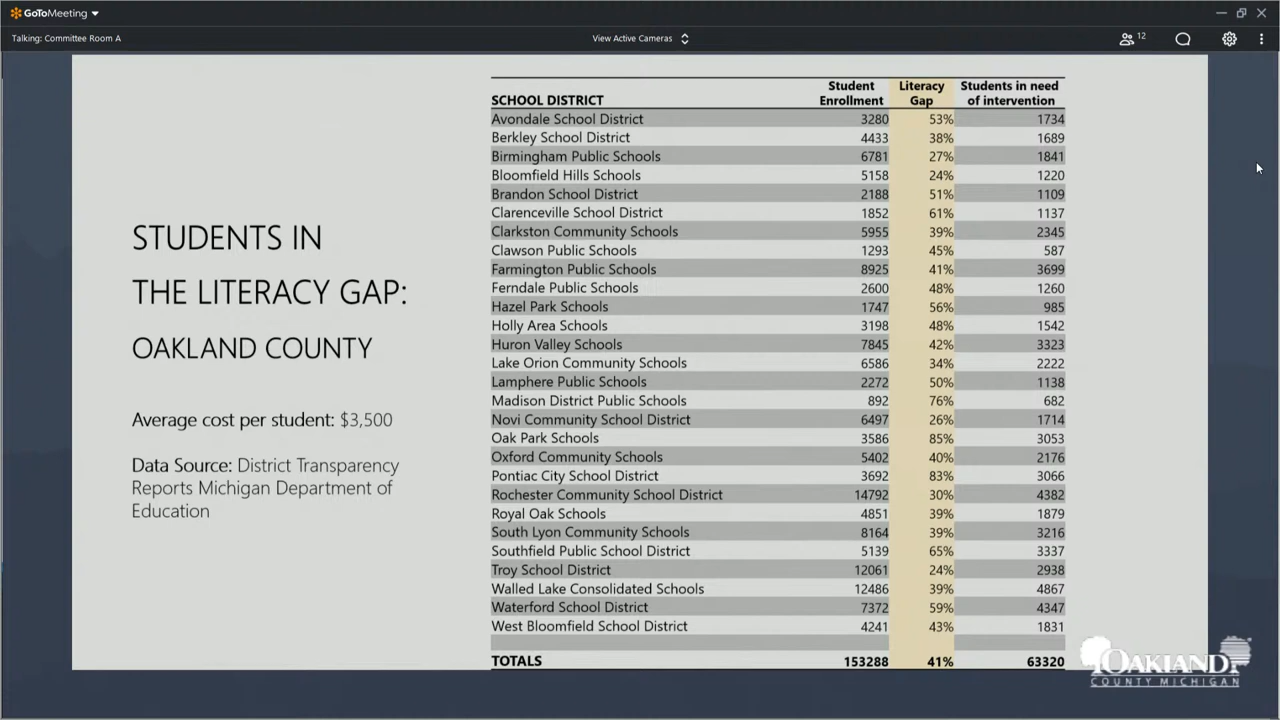 GoToMeeting
Talking: Committee Room A
View Active Cameras
12
STUDENTS IN
THE LITERACY GAP:
OAKLAND COUNTY
Average cost per student: $3,500
Data Source: District Transparency
Reports Michigan Department of
Education
SCHOOL DISTRICT Student Enrollment Literacy Gap Students in need of intervention
Avondale School District 3280 53% 1734
Berkley School District 4433 38% 1689
Birmingham Public Schools 6781 27% 1841
Bloomfield Hills Schools 5158 24% 1220
Brandon School District 2188 51% 1109
Clarenceville School District 1852 61% 1137
Clarkston Community Schools 5955 39% 2345
Clawson Public Schools 1293 45% 587
Farmington Public Schools 8925 41% 3699
Ferndale Public Schools 2600 48% 1260
Hazel Park Schools 1747 56% 985
Holly Area Schools 3198 48% 1542
Huron Valley Schools 7845 42% 3323
Lake Orion Community Schools 6586 34% 2222
Lamphere Public Schools 2272 50% 1138
Madison District Public Schools 892 76% 682
Novi Community School District 6497 26% 1714
Oak Park Schools 3586 85% 3053
Oxford Community Schools 5402 40% 2176
Pontiac City School District 3692 83% 3066
Rochester Community School District 14792 30% 4382
Royal Oak Schools 4851 39% 1879
South Lyon Community Schools 8164 39% 3216
Southfield Public School District 5139 65% 3337
Troy School District 12061 24% 2938
Walled Lake Consolidated Schools 12486 39% 4867
Waterford School District 7372 59% 4347
West Bloomfield School District 4241 43% 1831
TOTALS 153288 41% 63320
OAKLAND
COUNTY MICHIGAN